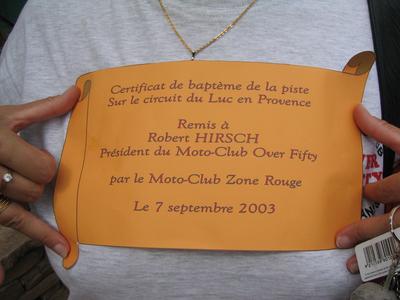 Certificat de baptème de la piste
Sur le circuit du Luc en Provence
Remis à
Robert HIRSCH
Président du Moto-Club Over Fifty
par le Moto-Club Zone Rouge
Le 7 septembre 2003